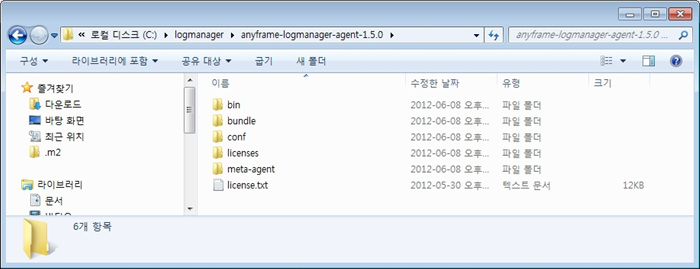 로컬 디스크 (C:) logmanager anyframe-logmanager-agent-1.5.0 anyframe-logmanager-agent-1.5.0 ...
구성 라이브러리에 포함 공유 대상 굽기 새 폴더
즐겨찾기
다운로드
바탕 화면
최근 위치
.m2
라이브러리
문서
이름 수정한 날짜 유형 크기
bin 2012-06-08 오후... 파일 폴더
bundle 2012-06-08 오후... 파일 폴더
conf 2012-06-08 오후... 파일 폴더
licenses 2012-06-08 오후... 파일 폴더
meta-agent 2012-06-08 오후... 파일 폴더
license.txt 2012-05-30 오후... 텍스트 문서 12KB
6개 항목